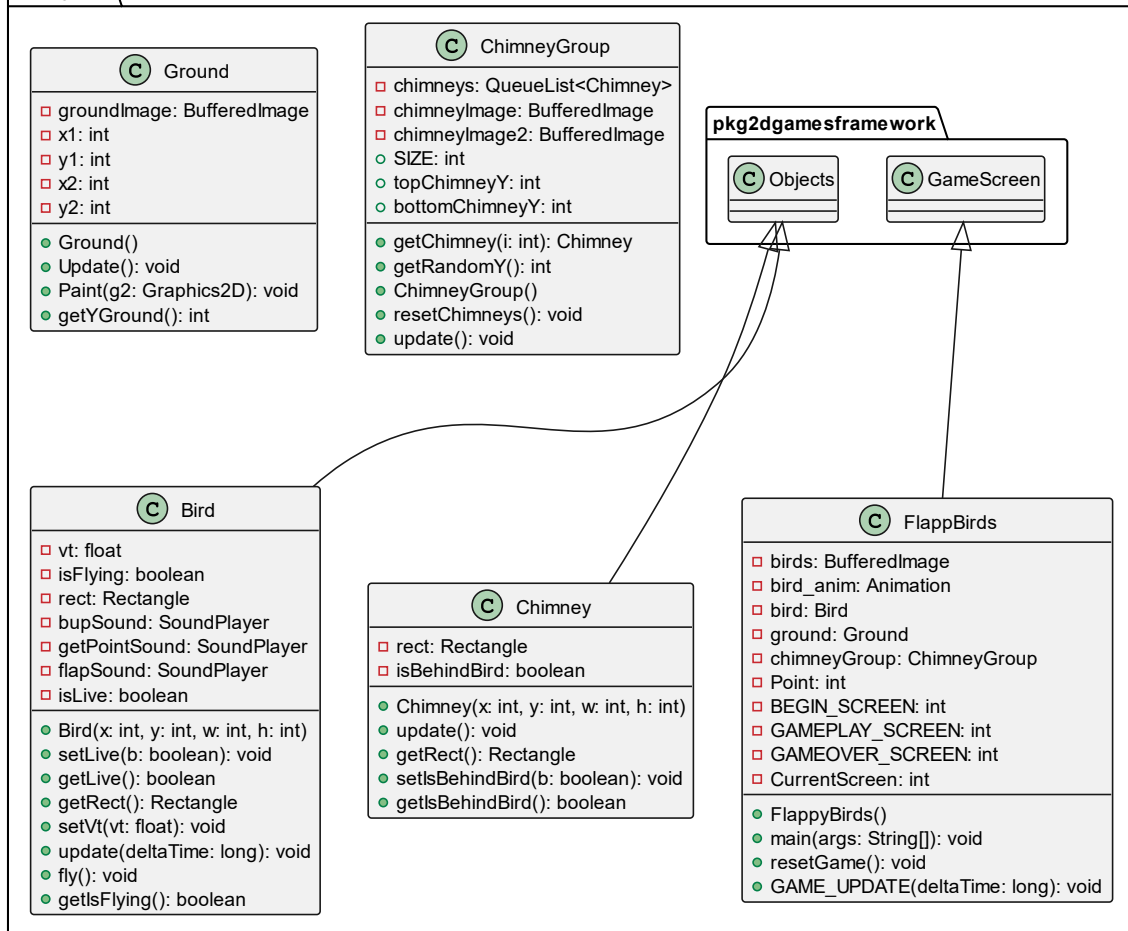 C Ground
groundImage: BufferedImage
x1: int
y1: int
x2: int
y2: int
Ground()
Update(): void
Paint(g2: Graphics2D): void
getYGround(): int
C ChimneyGroup
chimneys: QueueList<Chimney>
chimneyImage: BufferedImage
chimneyImage2: BufferedImage
SIZE: int
topChimneyY: int
bottomChimneyY: int
getChimney(i: int): Chimney
getRandomY(): int
ChimneyGroup()
resetChimneys(): void
update(): void
pkg2dgamesframework
C Objects
C GameScreen
C Bird
vt: float
isFlying: boolean
rect: Rectangle
bupSound: SoundPlayer
getPointSound: SoundPlayer
flapSound: SoundPlayer
isLive: boolean
Bird(x: int, y: int, w: int, h: int)
setLive(b: boolean): void
getLive(): boolean
getRect(): Rectangle
setVt(vt: float): void
update(deltaTime: long): void
fly(): void
getIsFlying(): boolean
C Chimney
rect: Rectangle
isBehindBird: boolean
Chimney(x: int, y: int, w: int, h: int)
update(): void
getRect(): Rectangle
setIsBehindBird(b: boolean): void
getIsBehindBird(): boolean
C FlappBirds
birds: BufferedImage
bird_anim: Animation
bird: Bird
ground: Ground
chimneyGroup: ChimneyGroup
Point: int
BEGIN_SCREEN: int
GAMEPLAY_SCREEN: int
GAMEOVER_SCREEN: int
CurrentScreen: int
FlappyBirds()
main(args: String[]): void
resetGame(): void
GAME_UPDATE(deltaTime: long): void